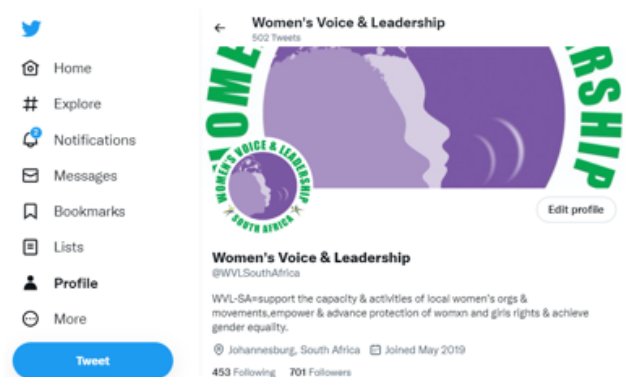 Women's Voice & Leadership
502 Tweets
Home
Explore
2
Notifications
Messages
Bookmarks
Lists
Profile
More
Tweet
WOME
RSHIP
WOMEN'S VOICE & LEADERSHIP
SOUTH AFRICA
Edit profile
Women's Voice & Leadership
@WVLSouthAfrica
WVL-SA=support the capacity & activities of local women's orgs &
movements,empower & advance protection of womxn and girls rights & achieve
gender equality.
Johannesburg, South Africa Joined May 2019
453 Following 701 Followers